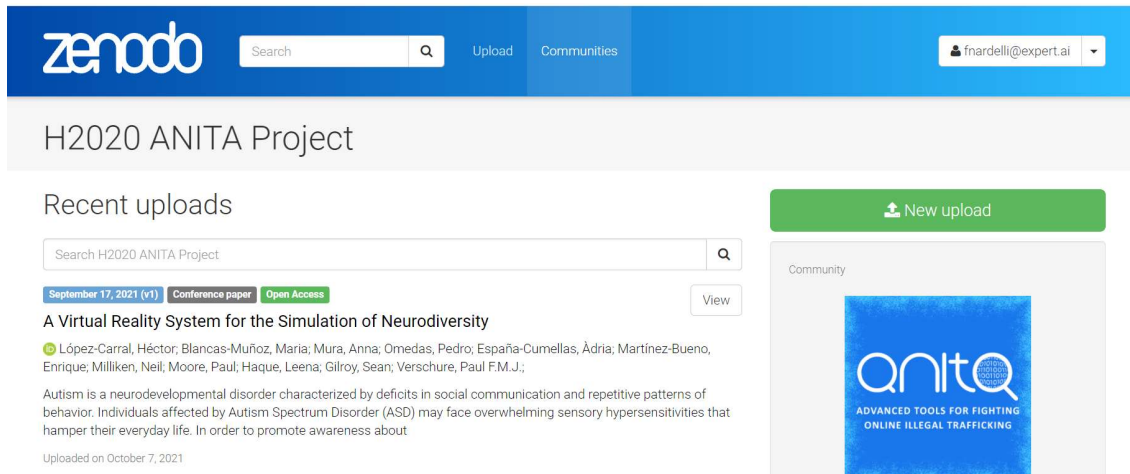 zenodo
Search
Upload
Communities
fnardelli@expert.ai
H2020 ANITA Project
Recent uploads
New upload
Search H2020 ANITA Project
Community
September 17, 2021 (v1) Conference paper Open Access
View
A Virtual Reality System for the Simulation of Neurodiversity
iD López-Carral, Héctor; Blancas-Muñoz, Maria; Mura, Anna; Omedas, Pedro; España-Cumellas, Àdria; Martínez-Bueno,
Enrique; Milliken, Neil; Moore, Paul; Haque, Leena; Gilroy, Sean; Verschure, Paul F.M.J.;
Autism is a neurodevelopmental disorder characterized by deficits in social communication and repetitive patterns of
behavior. Individuals affected by Autism Spectrum Disorder (ASD) may face overwhelming sensory hypersensitivities that
hamper their everyday life. In order to promote awareness about
Uploaded on October 7, 2021
anita
ADVANCED TOOLS FOR FIGHTING
ONLINE ILLEGAL TRAFFICKING